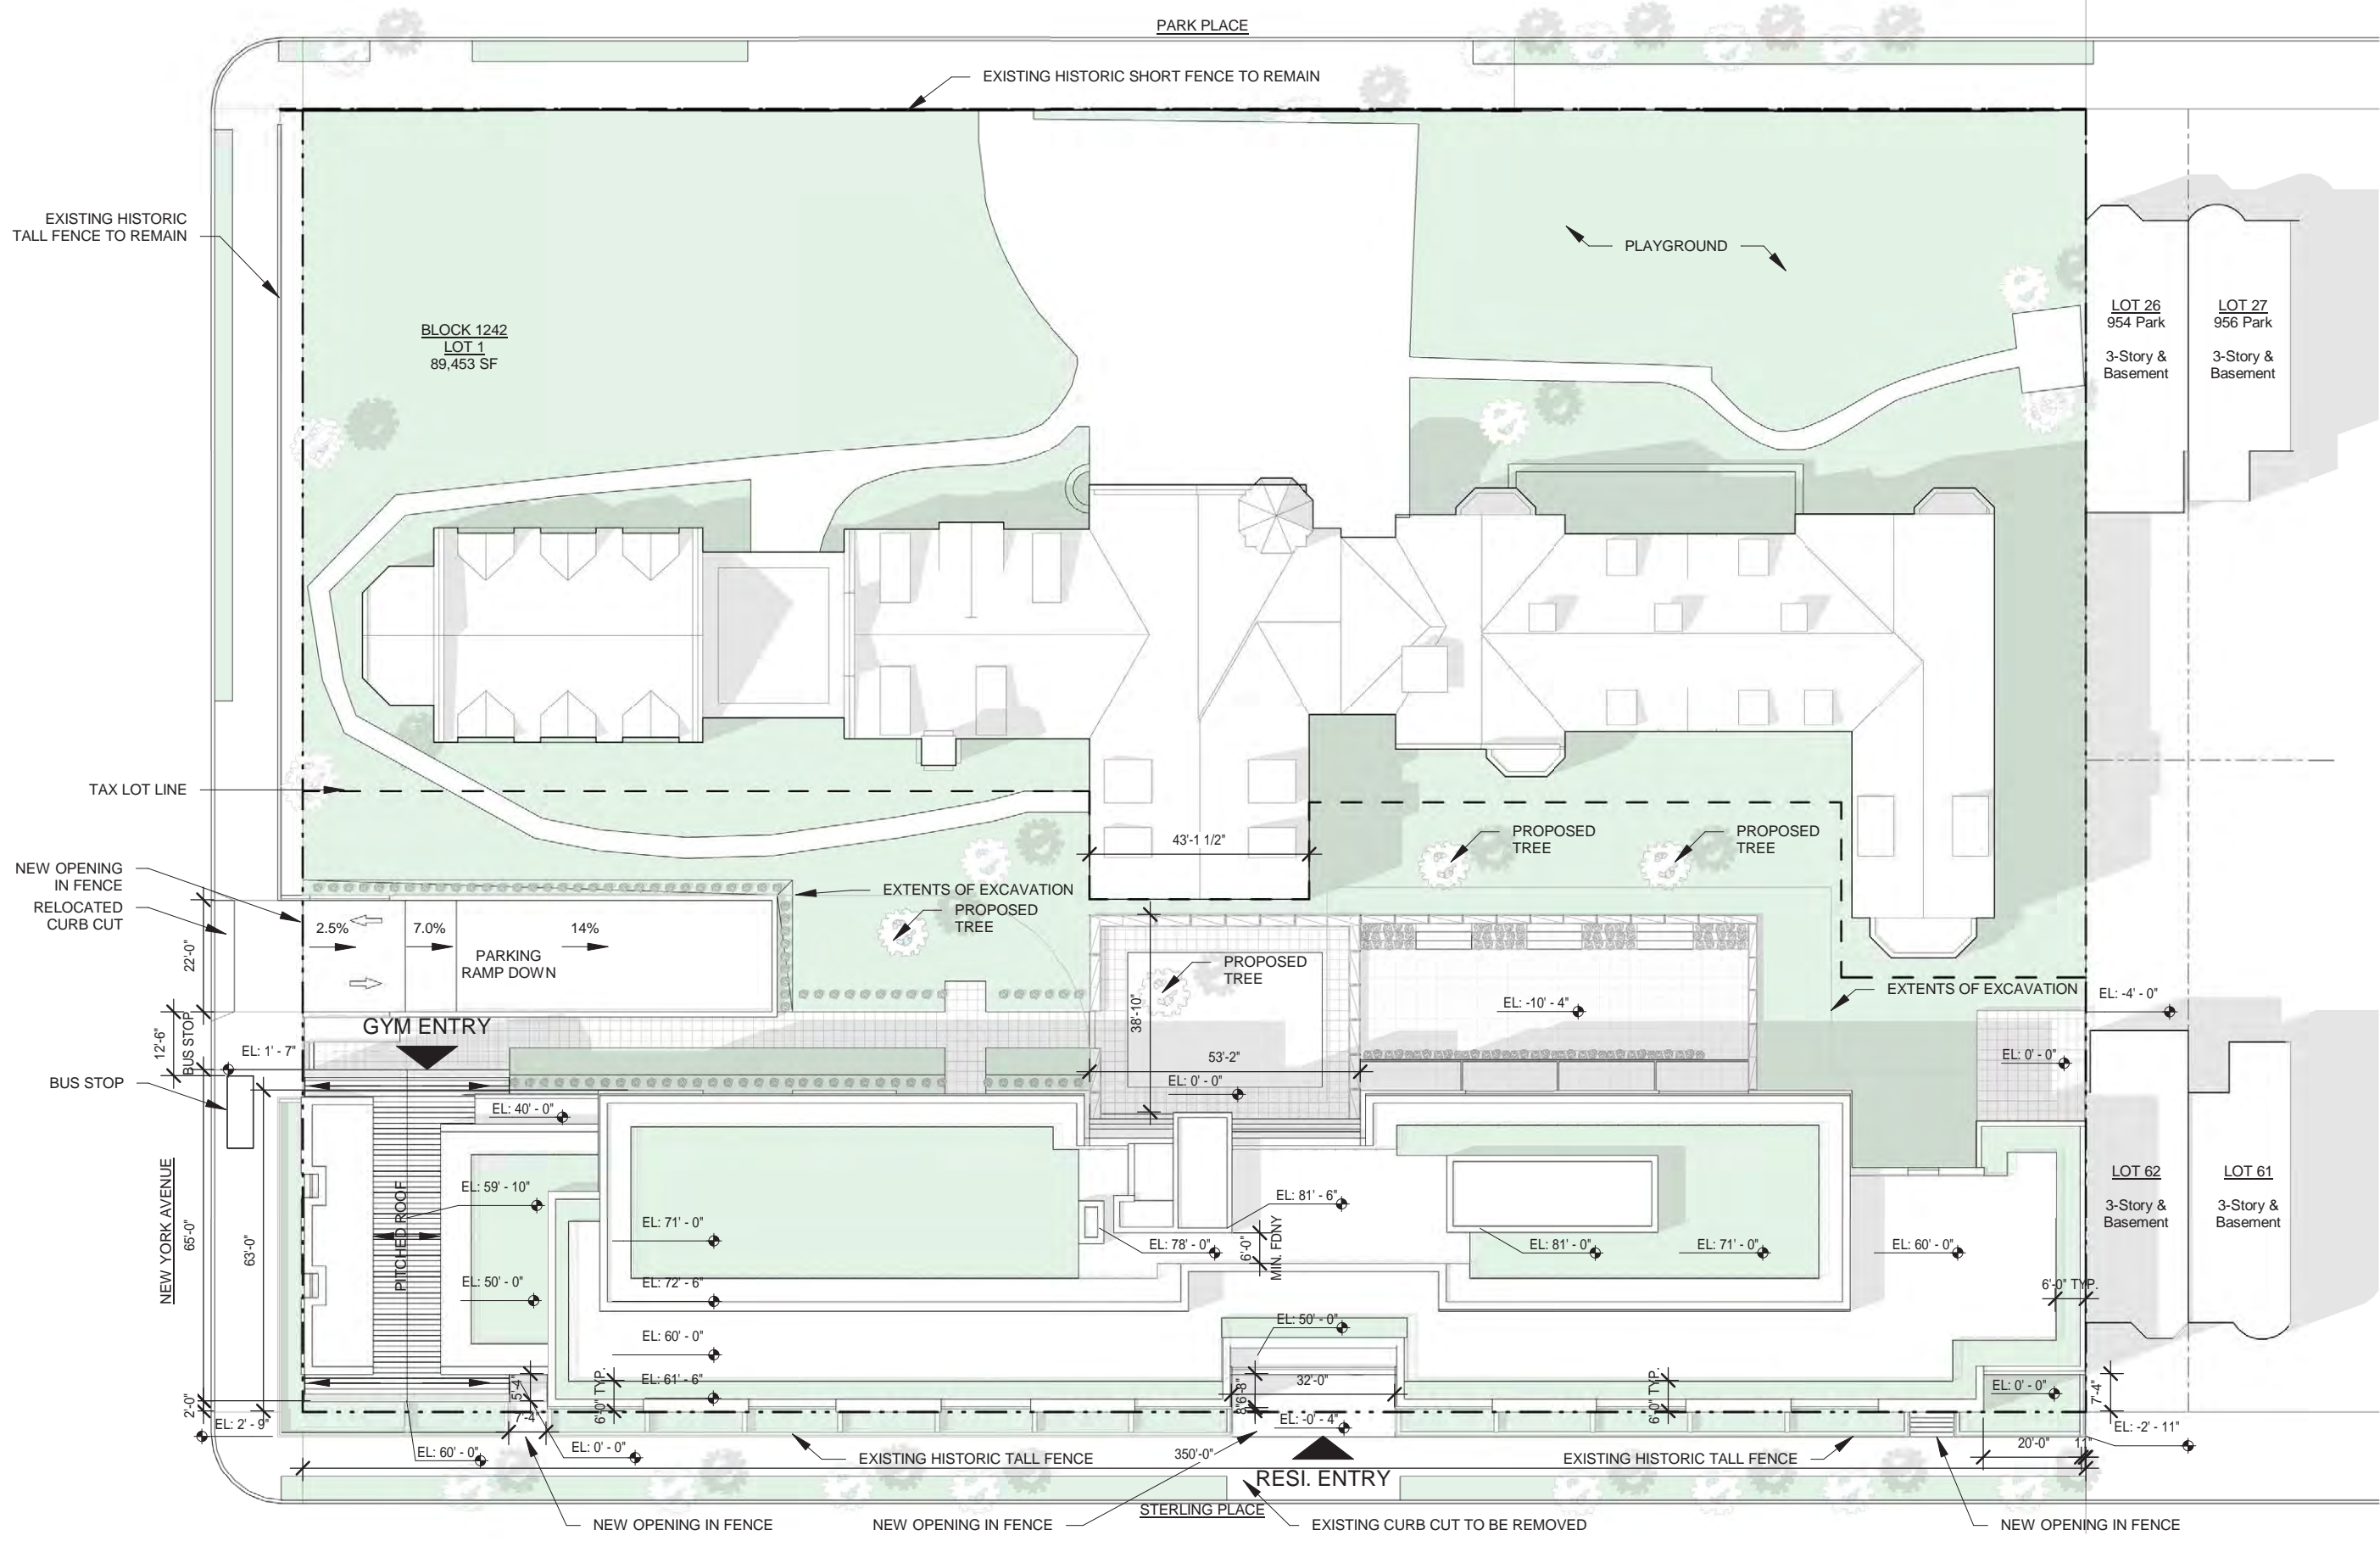 PARK PLACE
EXISTING HISTORIC SHORT FENCE TO REMAIN
EXISTING HISTORIC
TALL FENCE TO REMAIN
PLAYGROUND
BLOCK 1242
LOT 1
89,453 SF
LOT 26
954 Park
3-Story &
Basement
LOT 27
956 Park
3-Story &
Basement
TAX LOT LINE
43'-1 1/2"
PROPOSED
TREE
PROPOSED
TREE
NEW OPENING
IN FENCE
RELOCATED
CURB CUT
EXTENTS OF EXCAVATION
PROPOSED
TREE
2.5%
7.0%
14%
PARKING
RAMP DOWN
22'-0"
PROPOSED
TREE
38'-10"
EL: -10' - 4"
EXTENTS OF EXCAVATION
EL: -4' - 0"
GYM ENTRY
12'-6"
BUS STOP
EL: 1' - 7"
BUS STOP
53'-2"
EL: 0' - 0"
EL: 0' - 0"
EL: 40' - 0"
NEW YORK AVENUE
65'-0"
63'-0"
PITCHED ROOF
EL: 59' - 10"
EL: 50' - 0"
EL: 71' - 0"
EL: 72' - 6"
EL: 60' - 0"
EL: 61' - 6"
EL: 81' - 6"
EL: 78' - 0"
6'-0"
MIN. FDNY
EL: 81' - 0"
EL: 71' - 0"
EL: 60' - 0"
6'-0" TYP.
LOT 62
3-Story &
Basement
LOT 61
3-Story &
Basement
EL: 50' - 0"
32'-0"
5'-4"
7'-4"
6'-0" TYP.
6'-0" TYP.
EL: 0' - 0"
7'-4"
2'-0"
EL: 2' - 9"
EL: 60' - 0"
EL: 0' - 0"
EL: -0' - 4"
EL: -2' - 11"
20'-0"
11"
EXISTING HISTORIC TALL FENCE
350'-0"
EXISTING HISTORIC TALL FENCE
RESI. ENTRY
STERLING PLACE
NEW OPENING IN FENCE
NEW OPENING IN FENCE
EXISTING CURB CUT TO BE REMOVED
NEW OPENING IN FENCE